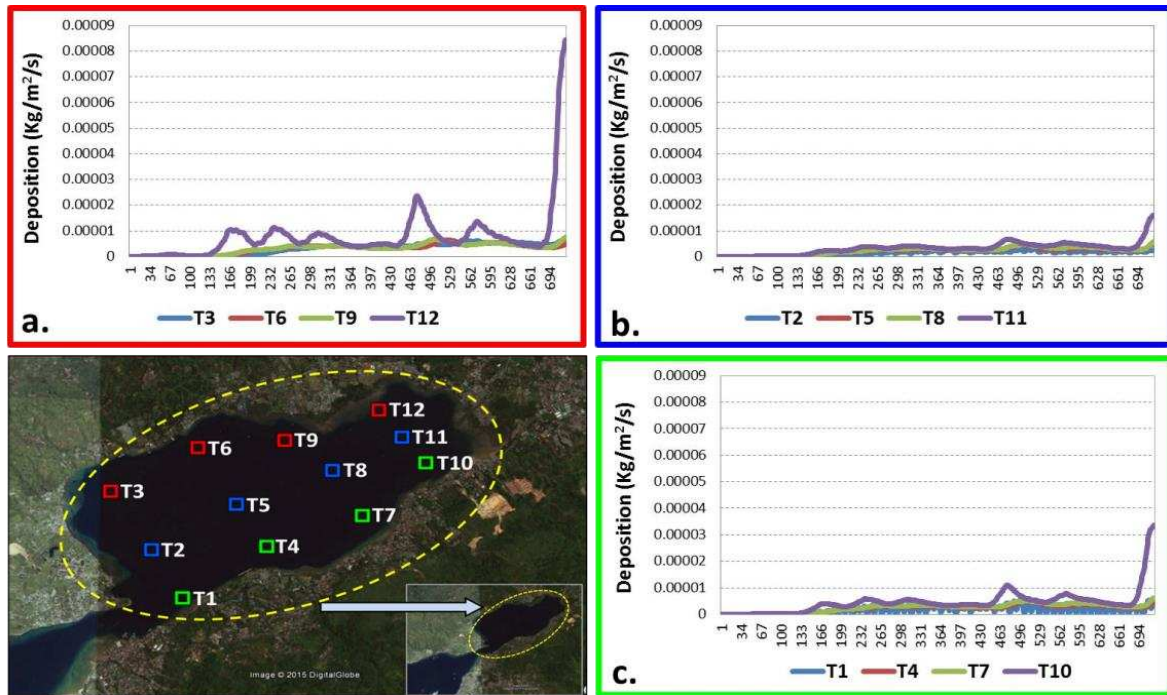 Deposition (Kg/m²/s)
0.00009
0.00008
0.00007
0.00006
0.00005
0.00004
0.00003
0.00002
0.00001
0
1 34 67 100 133 166 199 232 265 298 331 364 397 430 463 496 529 562 595 628 661 694
T3 T6 T9 T12
a.
Deposition (Kg/m²/s)
0.00009
0.00008
0.00007
0.00006
0.00005
0.00004
0.00003
0.00002
0.00001
0
1 34 67 100 133 166 199 232 265 298 331 364 397 430 463 496 529 562 595 628 661 694
T2 T5 T8 T11
b.
T12
T11
T9
T6
T10
T8
T3
T5
T7
T2
T4
T1
Image © 2015 DigitalGlobe
Deposition (Kg/m²/s)
0.00009
0.00008
0.00007
0.00006
0.00005
0.00004
0.00003
0.00002
0.00001
0
1 34 67 100 133 166 199 232 265 298 331 364 397 430 463 496 529 562 595 628 661 694
T1 T4 T7 T10
c.